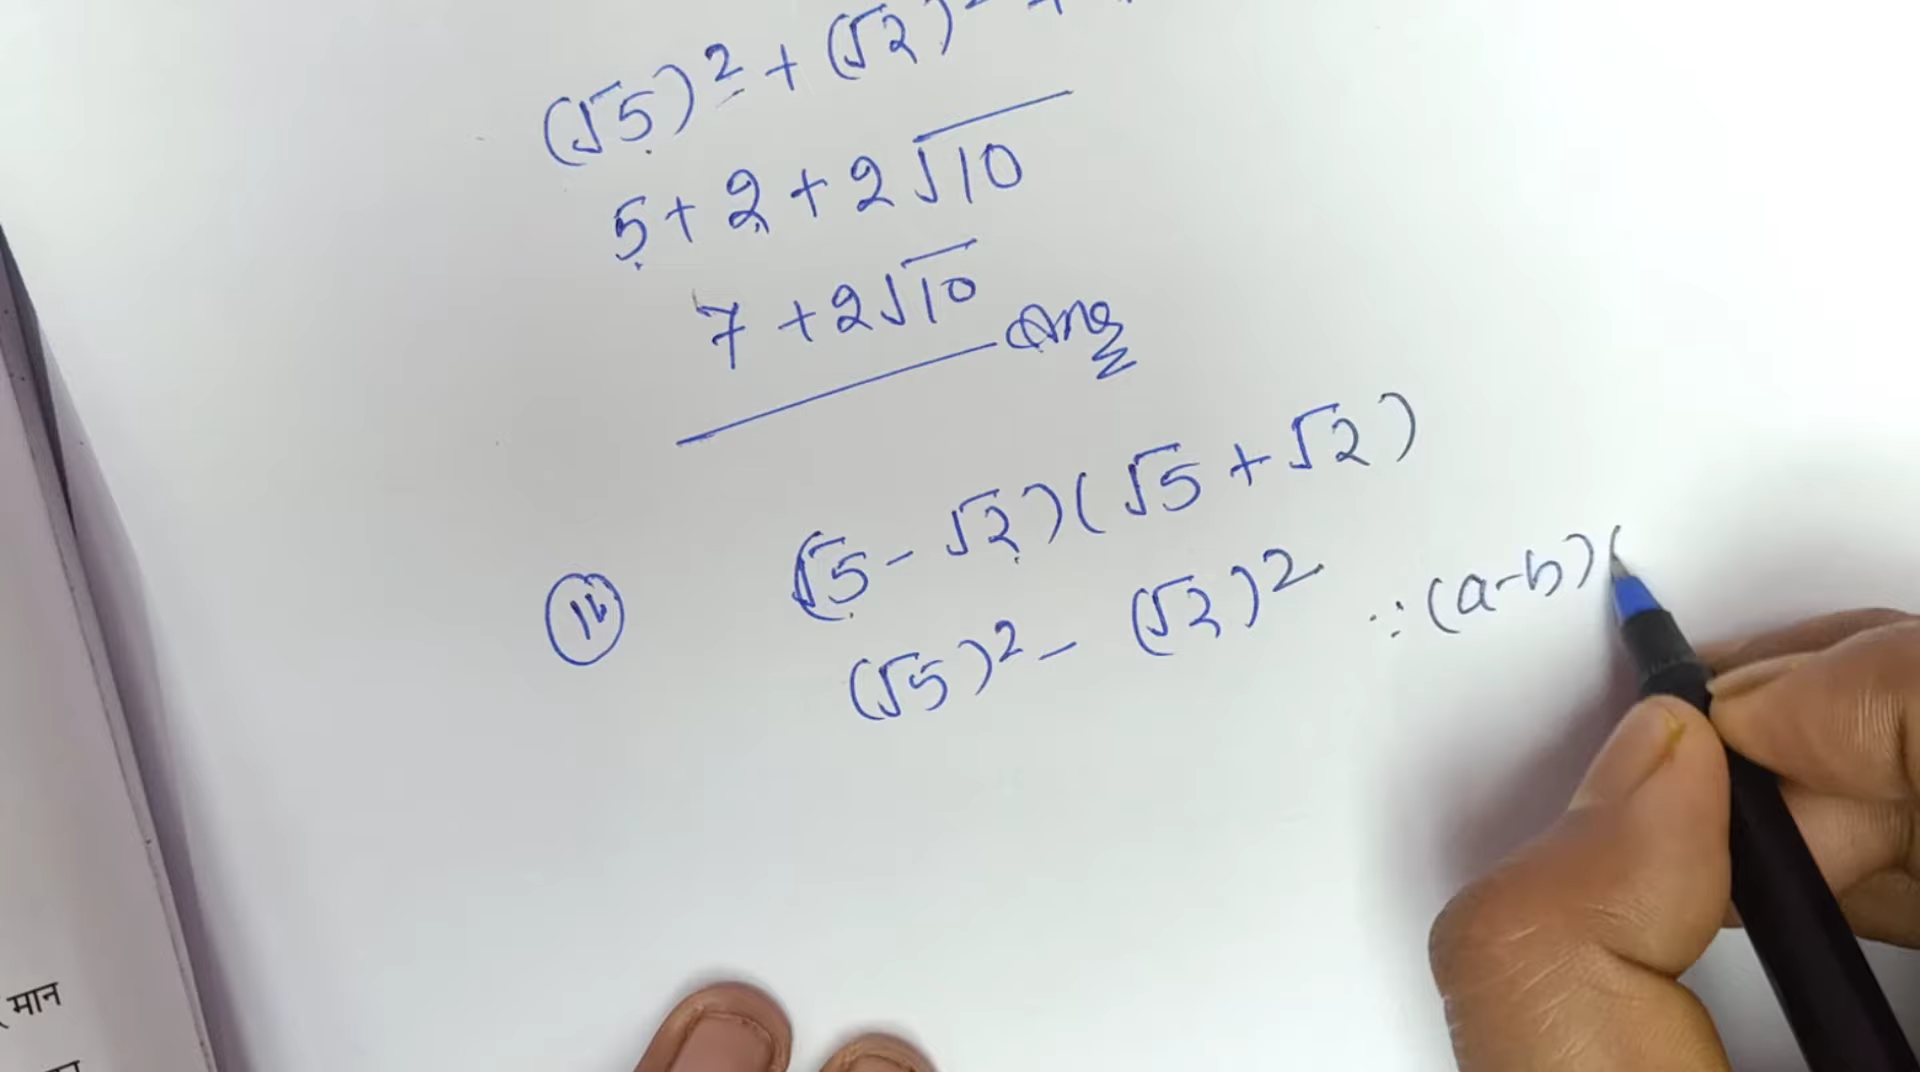 (√5)² + (√2)² +
5 + 2 + 2√10
7 + 2√10 Ans
(√5 - √2)(√5 + √2)
(√5)² - (√2)² ∵ (a-b)(
मान